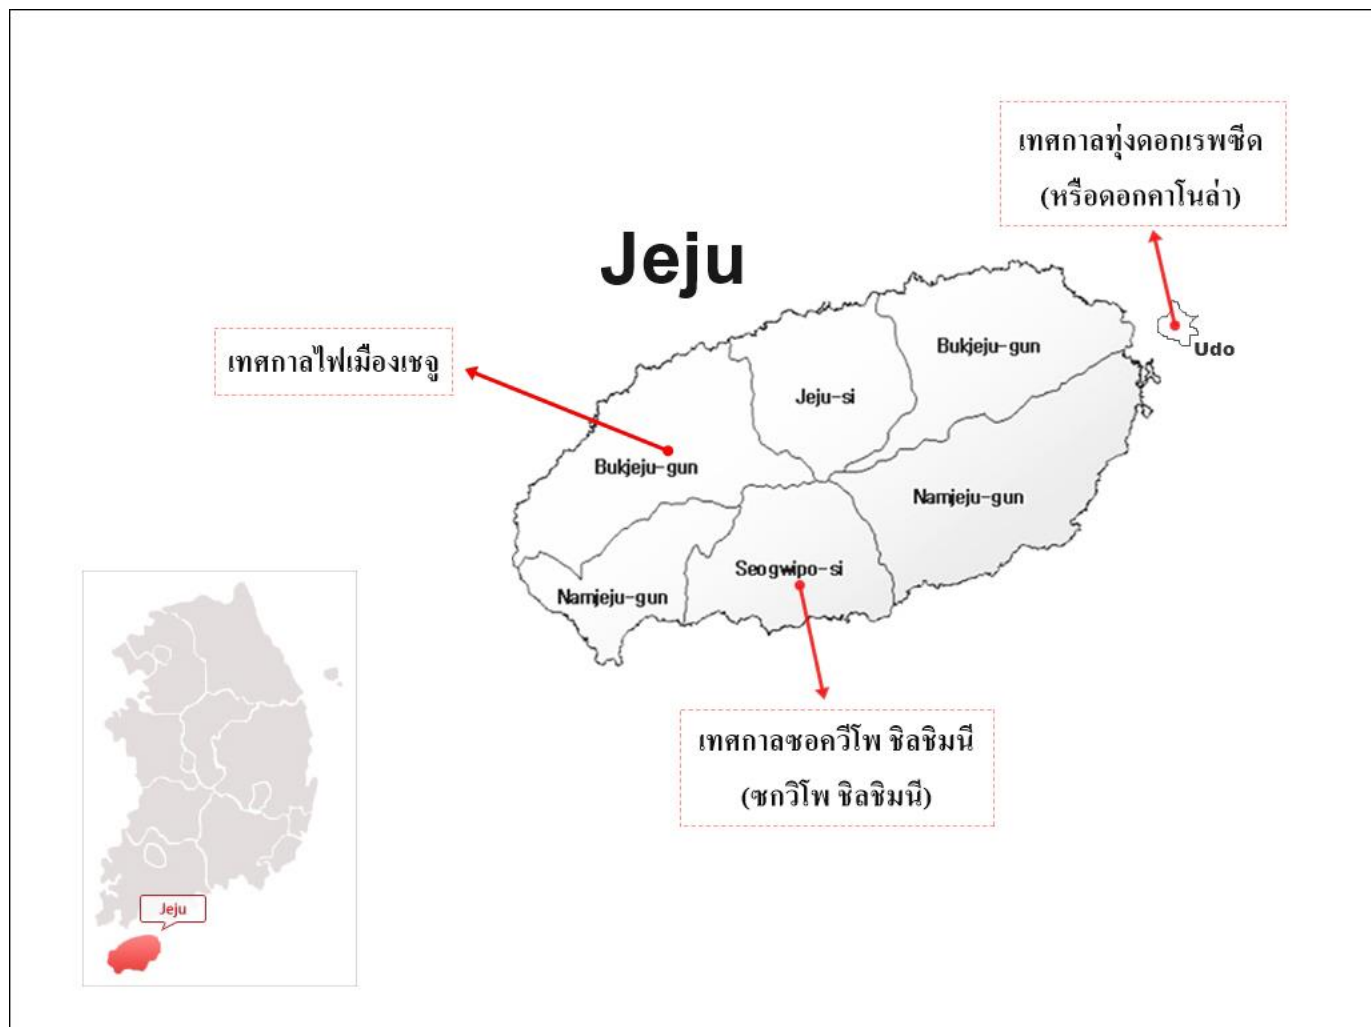 เทศกาลทุ่งดอกเรพซีด
(หรือดอกคาโนล่า)
Jeju
Udo
Bukjeju-gun
เทศกาลไฟเมืองเชจู
Jeju-si
Bukjeju-gun
Namjeju-gun
Seogwipo-si
Namjeju-gun
เทศกาลซอควีโพ ชิลชิมนี
(ซกวิโพ ชิลชิมนี)
Jeju